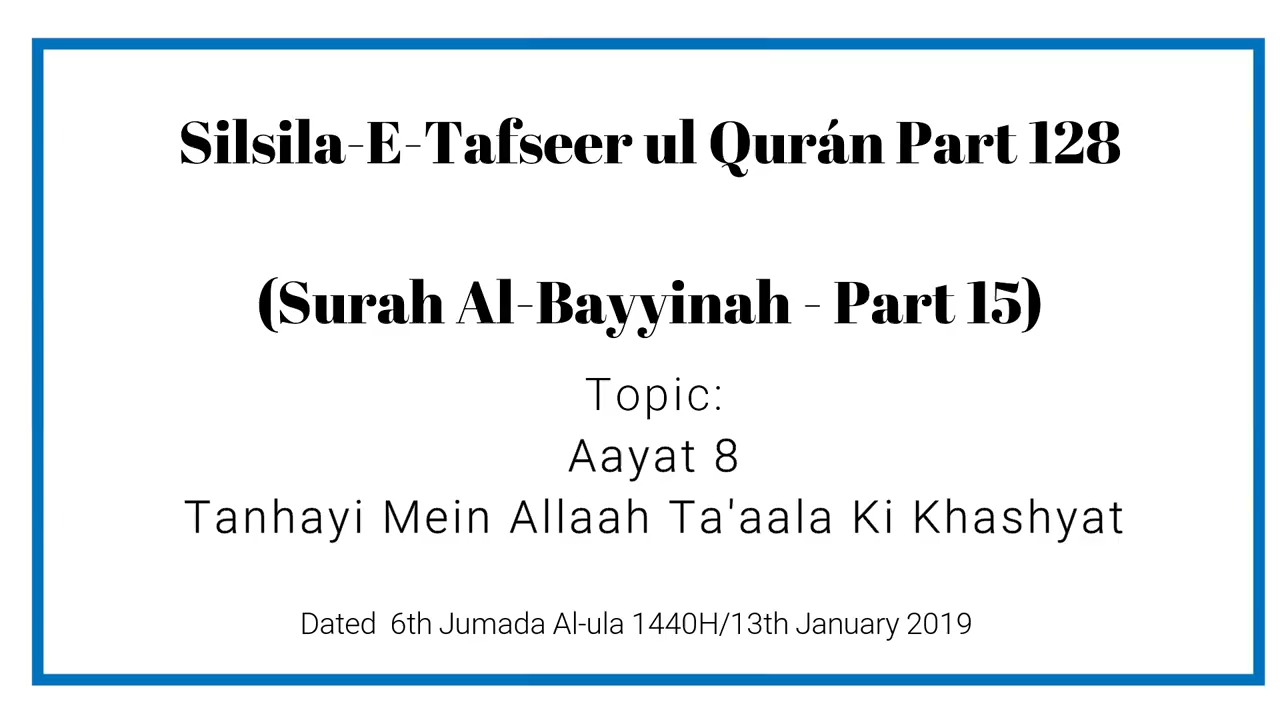 Silsila-E-Tafseer ul Qurán Part 128
(Surah Al-Bayyinah - Part 15)
Topic:
Aayat 8
Tanhayi Mein Allaah Ta'aala Ki Khashyat
Dated 6th Jumada Al-ula 1440H/13th January 2019